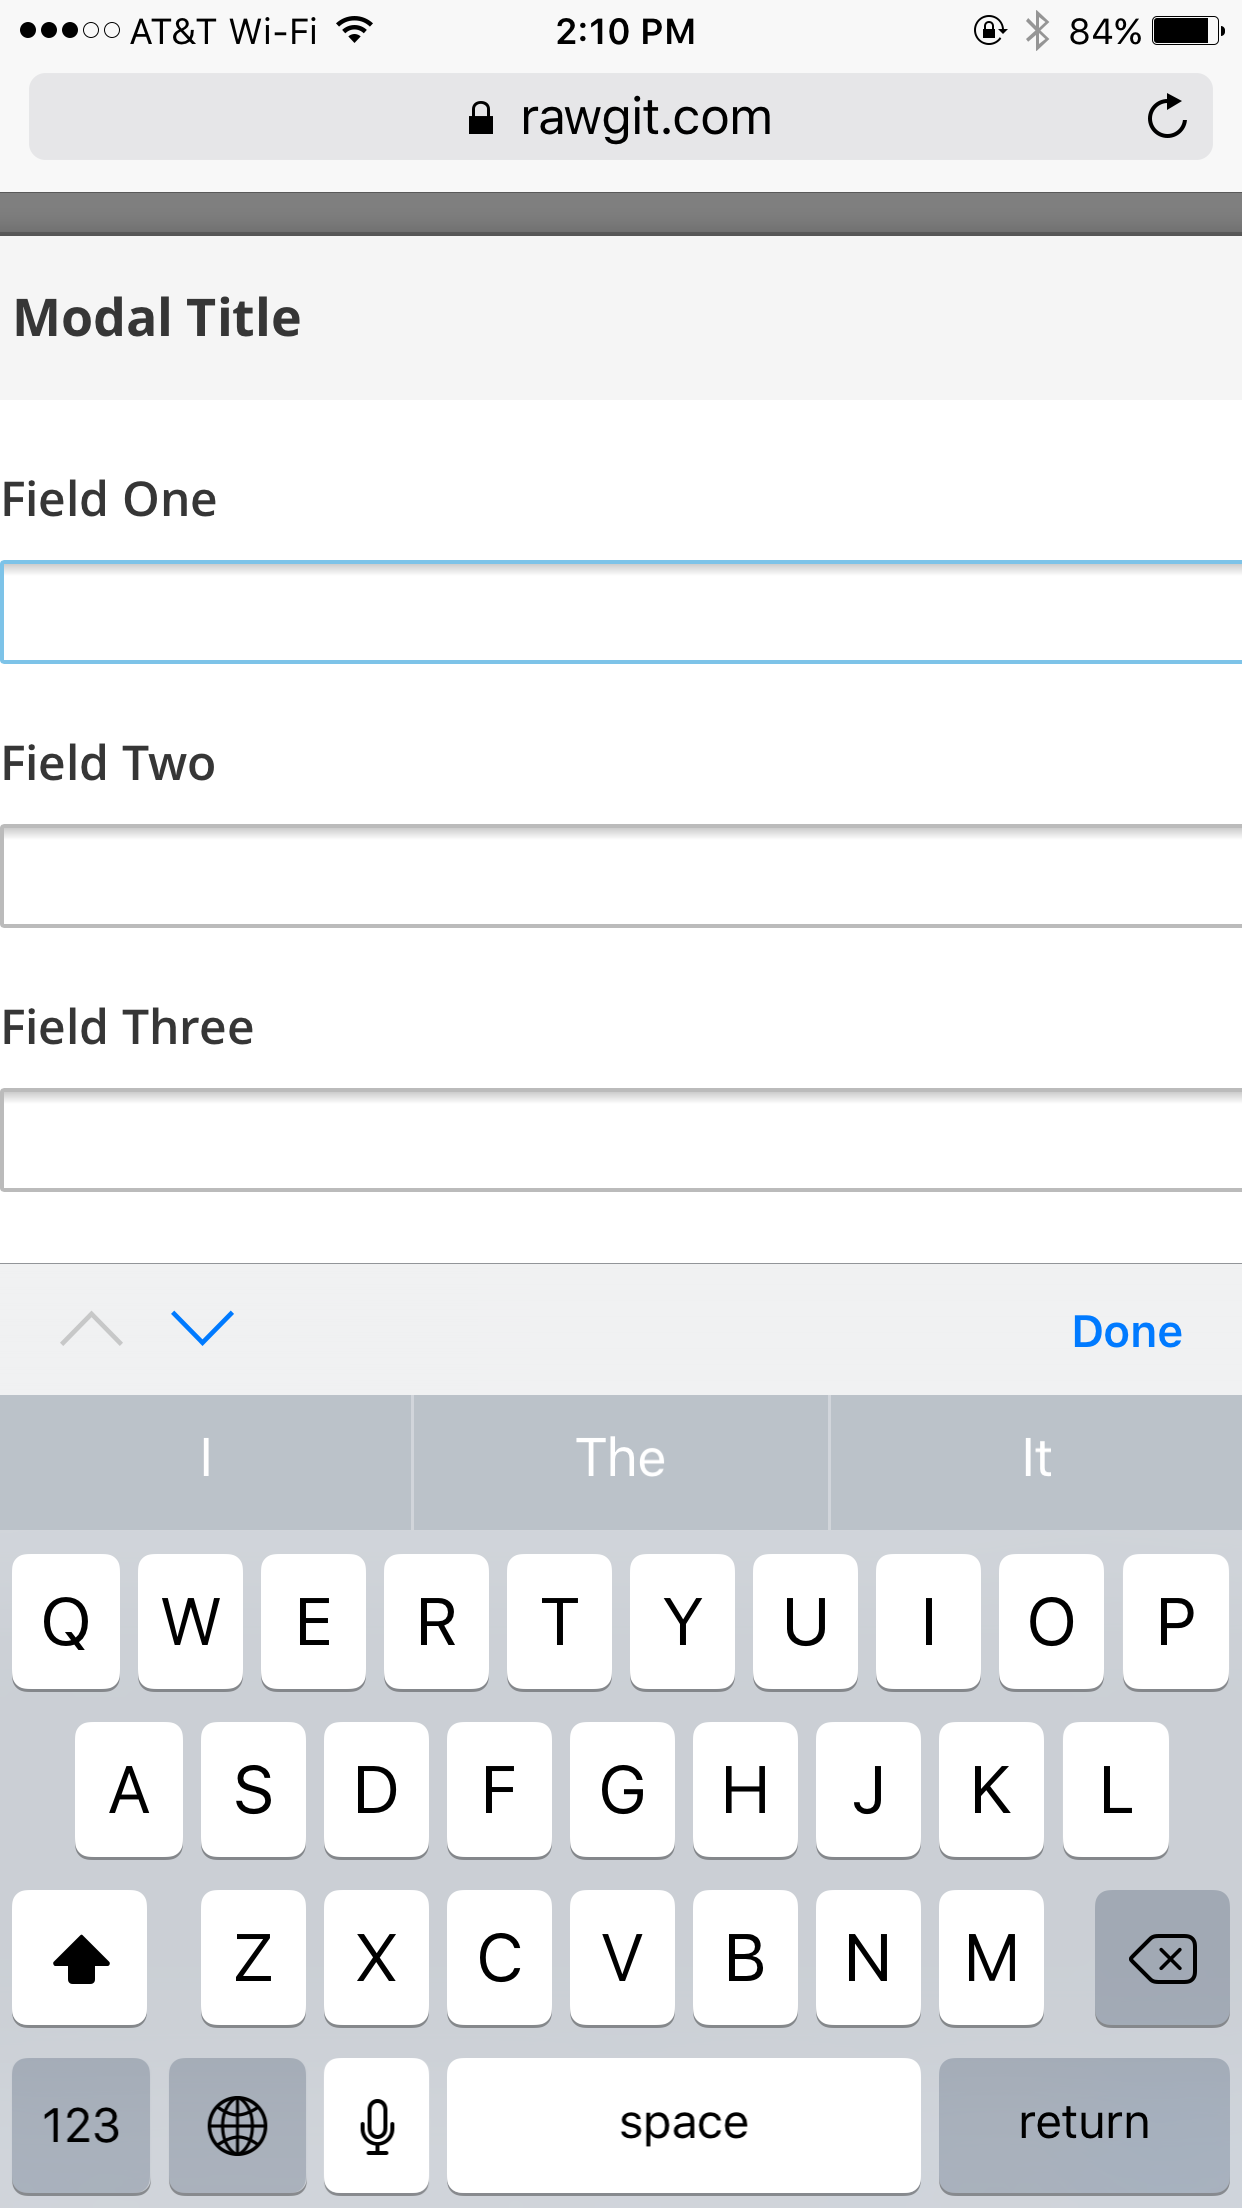 AT&T Wi-Fi 2:10 PM 84%
rawgit.com
Modal Title
Field One
Field Two
Field Three
Done
I The It
Q W E R T Y U I O P
A S D F G H J K L
Z X C V B N M
123 space return